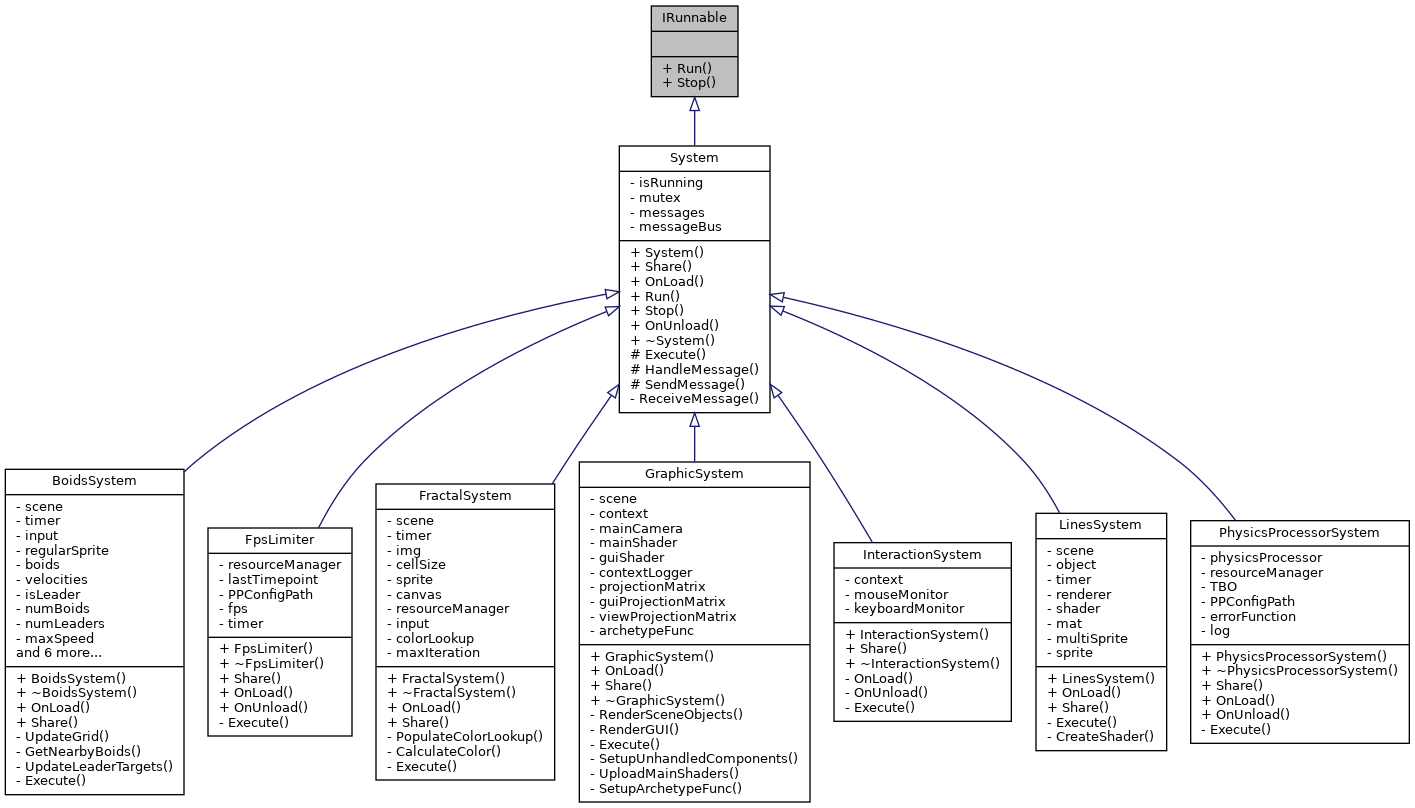 IRunnable
+ Run()
+ Stop()
System
- isRunning
- mutex
- messages
- messageBus
+ System()
+ Share()
+ OnLoad()
+ Run()
+ Stop()
+ OnUnload()
+ ~System()
# Execute()
# HandleMessage()
# SendMessage()
- ReceiveMessage()
BoidsSystem
- scene
- timer
- input
- regularSprite
- boids
- velocities
- isLeader
- numBoids
- numLeaders
- maxSpeed
and 6 more...
+ BoidsSystem()
+ ~BoidsSystem()
+ OnLoad()
+ Share()
- UpdateGrid()
- GetNearbyBoids()
- UpdateLeaderTargets()
- Execute()
FpsLimiter
- resourceManager
- lastTimepoint
- PPConfigPath
- fps
- timer
+ FpsLimiter()
+ ~FpsLimiter()
+ Share()
+ OnLoad()
+ OnUnload()
- Execute()
FractalSystem
- scene
- timer
- img
- cellSize
- sprite
- canvas
- resourceManager
- input
- colorLookup
- maxIteration
+ FractalSystem()
+ ~FractalSystem()
+ OnLoad()
+ Share()
- PopulateColorLookup()
- CalculateColor()
- Execute()
GraphicSystem
- scene
- context
- mainCamera
- mainShader
- guiShader
- contextLogger
- projectionMatrix
- guiProjectionMatrix
- viewProjectionMatrix
- archetypeFunc
+ GraphicSystem()
+ OnLoad()
+ Share()
+ ~GraphicSystem()
- RenderSceneObjects()
- RenderGUI()
- Execute()
- SetupUnhandledComponents()
- UploadMainShaders()
- SetupArchetypeFunc()
InteractionSystem
- context
- mouseMonitor
- keyboardMonitor
+ InteractionSystem()
+ Share()
+ ~InteractionSystem()
- OnLoad()
- OnUnload()
- Execute()
LinesSystem
- scene
- object
- timer
- renderer
- shader
- mat
- multiSprite
- sprite
+ LinesSystem()
+ OnLoad()
+ Share()
- Execute()
- CreateShader()
PhysicsProcessorSystem
- physicsProcessor
- resourceManager
- TBO
- PPConfigPath
- errorFunction
- log
+ PhysicsProcessorSystem()
+ ~PhysicsProcessorSystem()
+ Share()
+ OnLoad()
+ OnUnload()
- Execute()